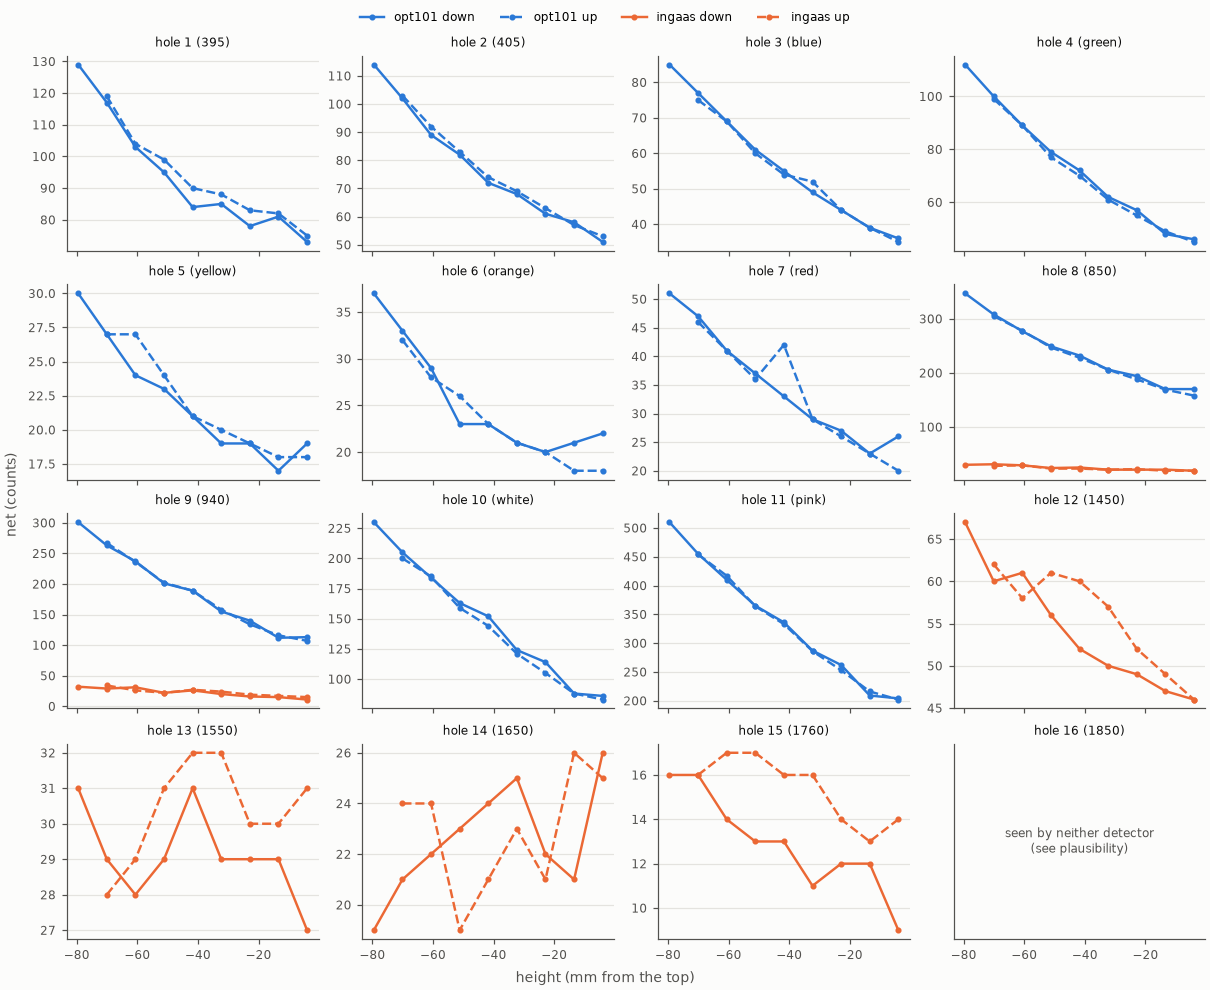 opt101 down opt101 up ingaas down ingaas up
hole 1 (395) hole 2 (405) hole 3 (blue) hole 4 (green)
130 120 110 100 90 80
110 100 90 80 70 60 50
80 70 60 50 40
100 80 60
hole 5 (yellow) hole 6 (orange) hole 7 (red) hole 8 (850)
30.0 27.5 25.0 22.5 20.0 17.5
35 30 25 20
50 45 40 35 30 25 20
300 200 100
net (counts)
hole 9 (940) hole 10 (white) hole 11 (pink) hole 12 (1450)
300 250 200 150 100 50 0
225 200 175 150 125 100
500 450 400 350 300 250 200
65 60 55 50 45
hole 13 (1550) hole 14 (1650) hole 15 (1760) hole 16 (1850)
32 31 30 29 28 27
26 24 22 20
16 14 12 10
seen by neither detector
(see plausibility)
−80 −60 −40 −20 −80 −60 −40 −20 −80 −60 −40 −20 −80 −60 −40 −20
height (mm from the top)